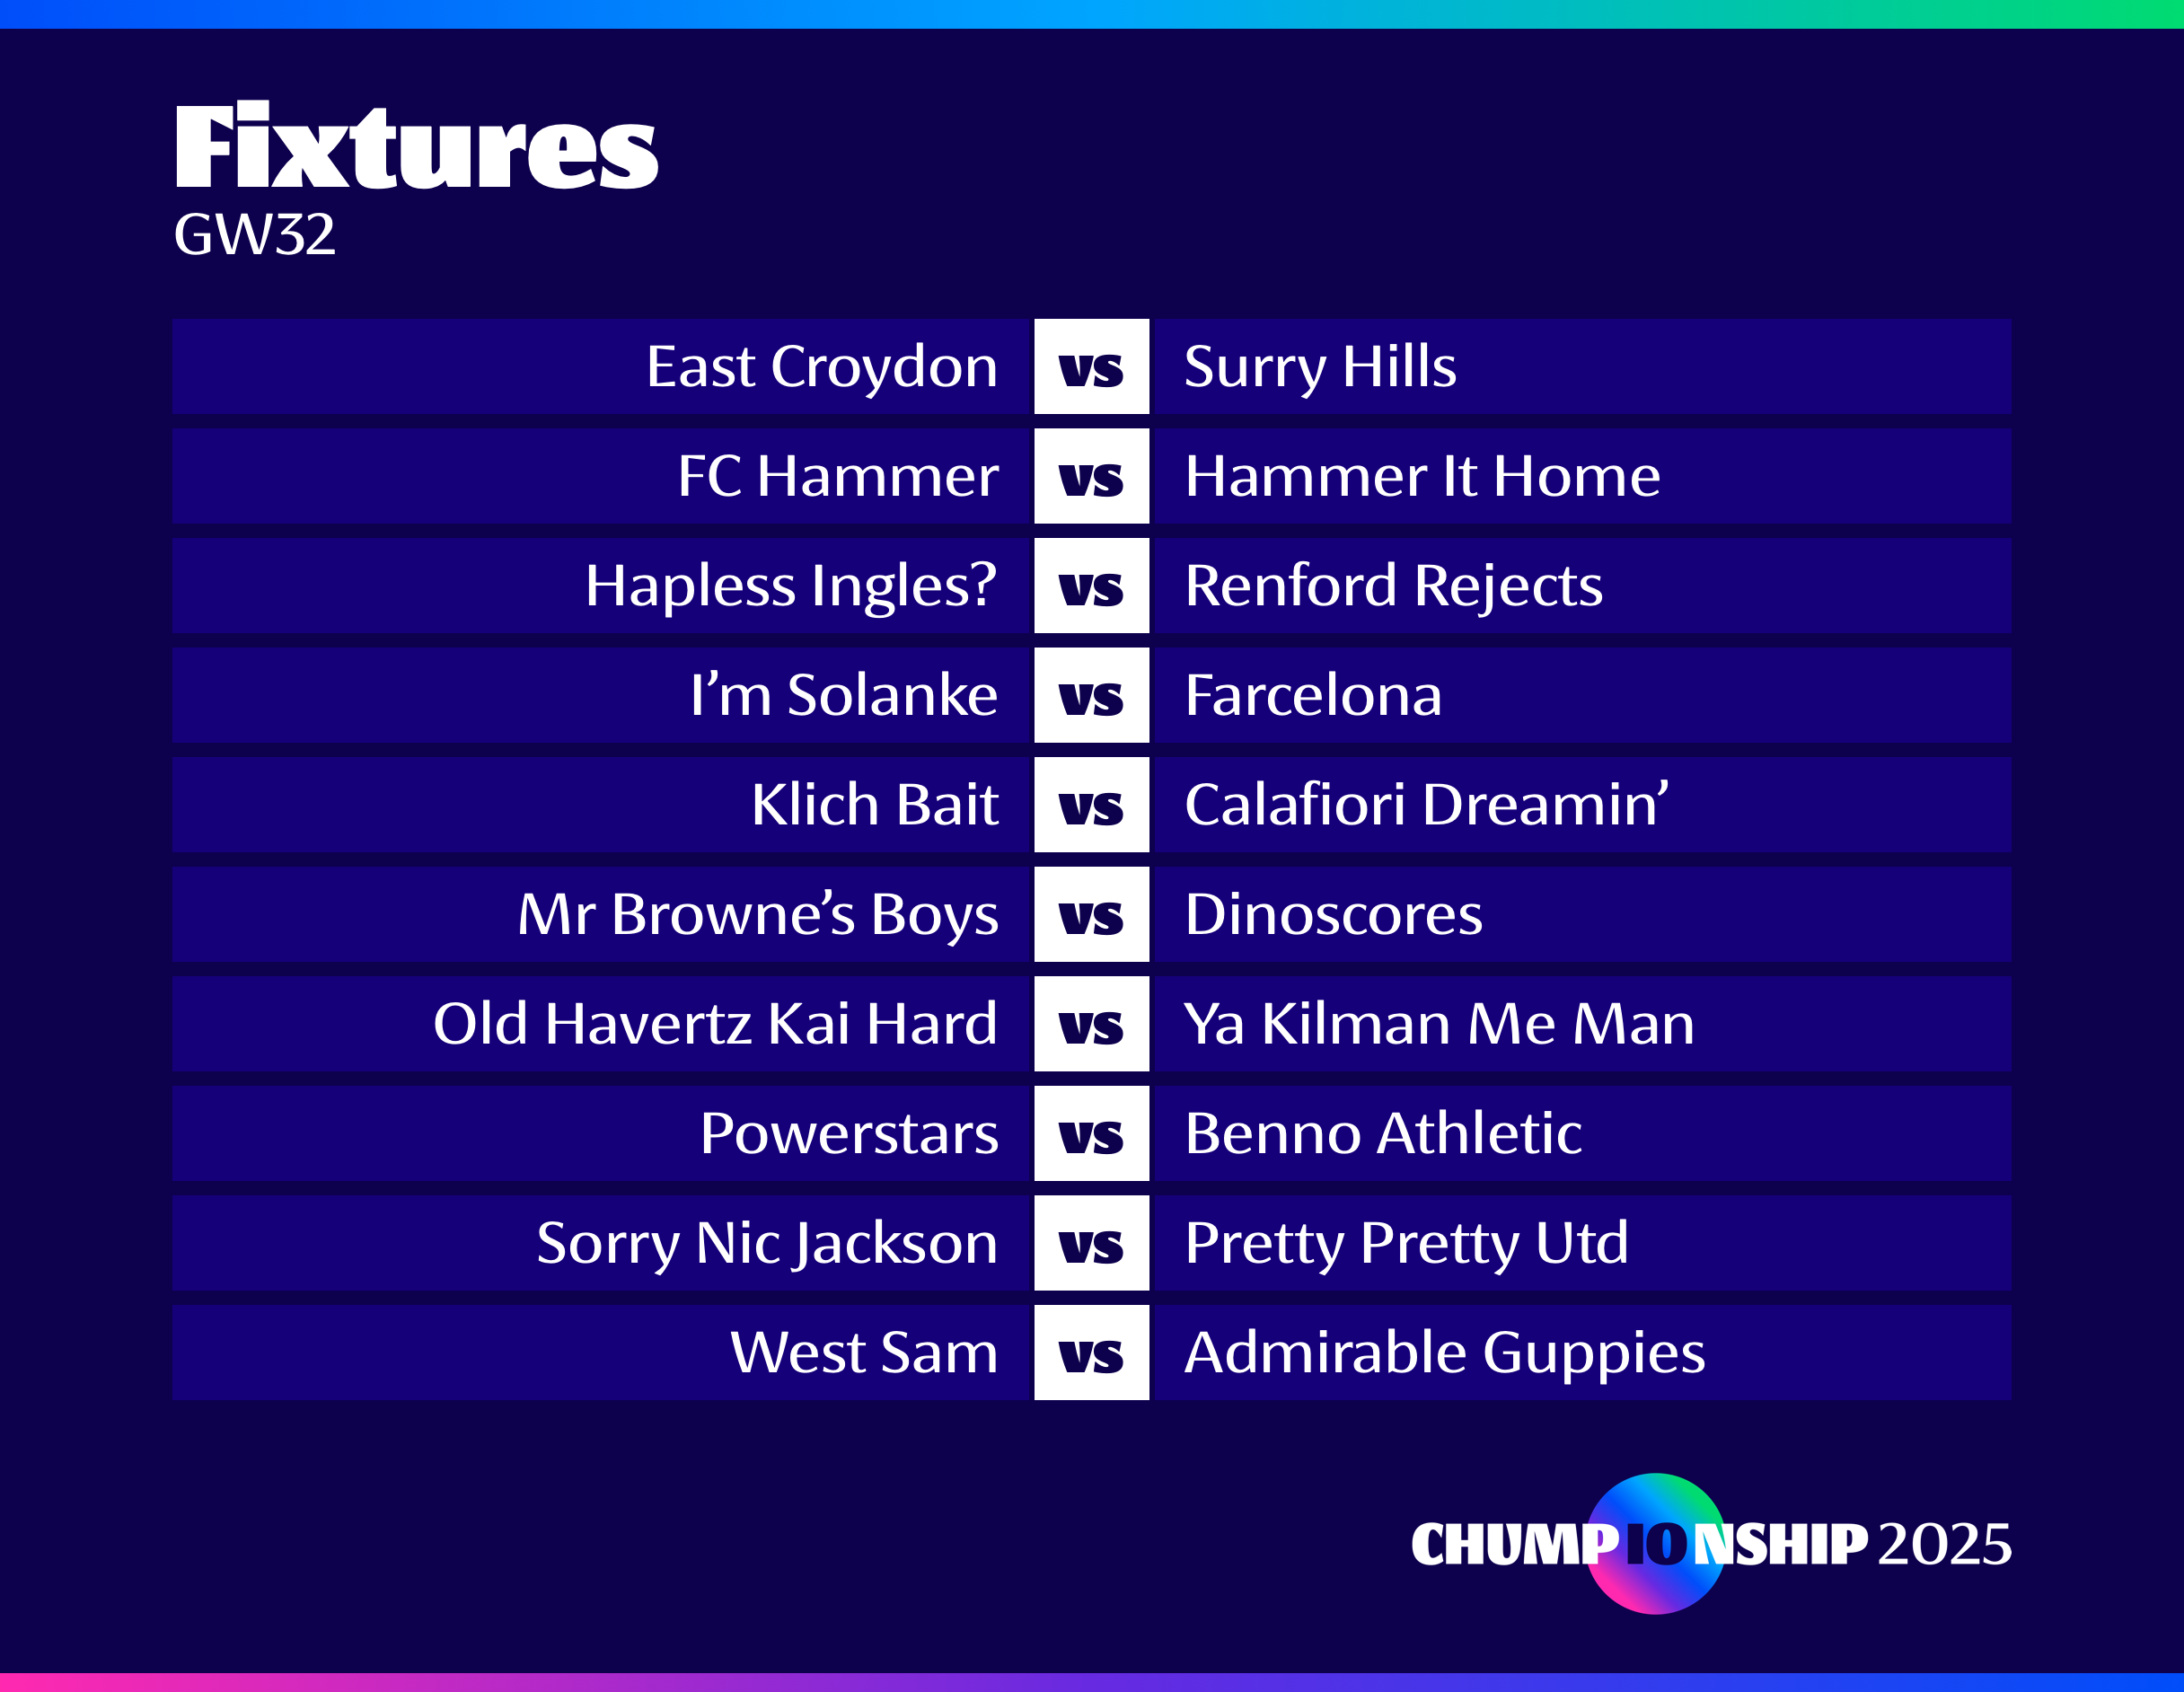 Fixtures
GW32
East Croydon vs Surry Hills
FC Hammer vs Hammer It Home
Hapless Ingles? vs Renford Rejects
I’m Solanke vs Farcelona
Klich Bait vs Calafiori Dreamin’
Mr Browne’s Boys vs Dinoscores
Old Havertz Kai Hard vs Ya Kilman Me Man
Powerstars vs Benno Athletic
Sorry Nic Jackson vs Pretty Pretty Utd
West Sam vs Admirable Guppies
CHUMPIONSHIP 2025